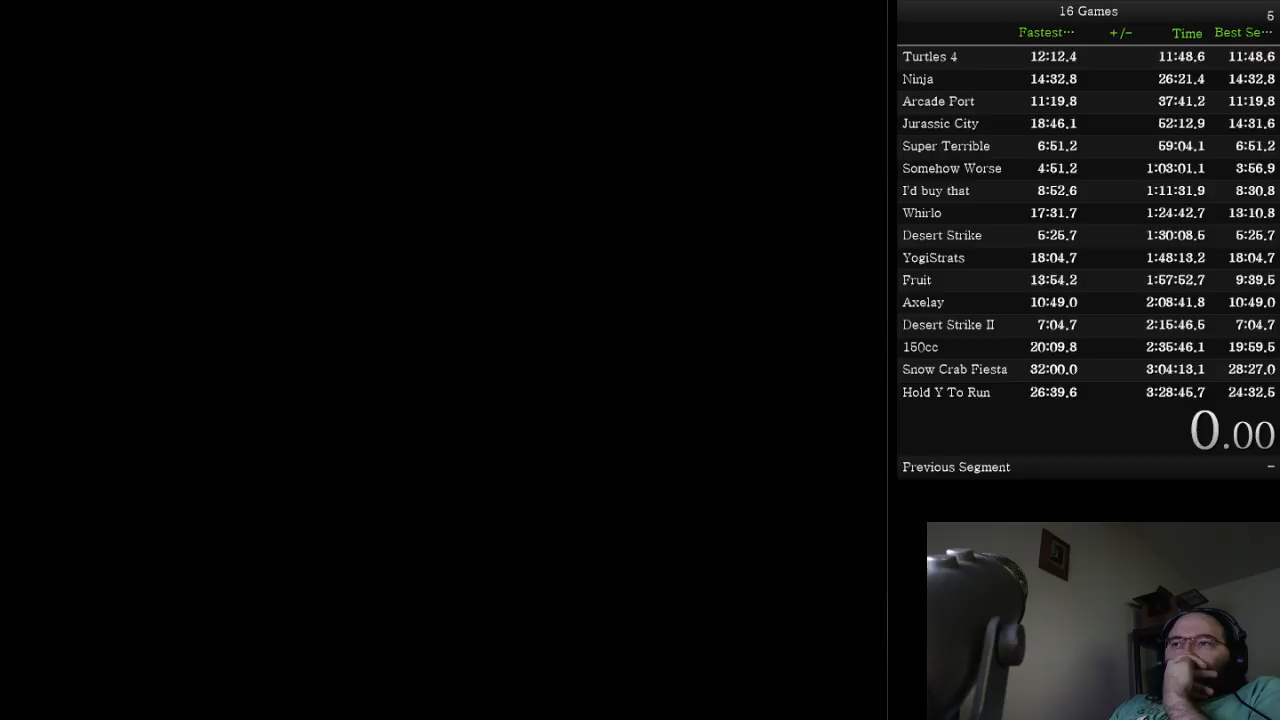 16 Games
5
Fastest… +/- Time Best Se…
Turtles 4 12:12.4 11:48.6 11:48.6
Ninja 14:32.8 26:21.4 14:32.8
Arcade Port 11:19.8 37:41.2 11:19.8
Jurassic City 18:46.1 52:12.9 14:31.6
Super Terrible 6:51.2 59:04.1 6:51.2
Somehow Worse 4:51.2 1:03:01.1 3:56.9
I'd buy that 8:52.6 1:11:31.9 8:30.8
Whirlo 17:31.7 1:24:42.7 13:10.8
Desert Strike 5:25.7 1:30:08.5 5:25.7
YogiStrats 18:04.7 1:48:13.2 18:04.7
Fruit 13:54.2 1:57:52.7 9:39.5
Axelay 10:49.0 2:08:41.8 10:49.0
Desert Strike II 7:04.7 2:15:46.5 7:04.7
150cc 20:09.8 2:35:46.1 19:59.5
Snow Crab Fiesta 32:00.0 3:04:13.1 28:27.0
Hold Y To Run 26:39.6 3:28:45.7 24:32.5
0.00
Previous Segment –